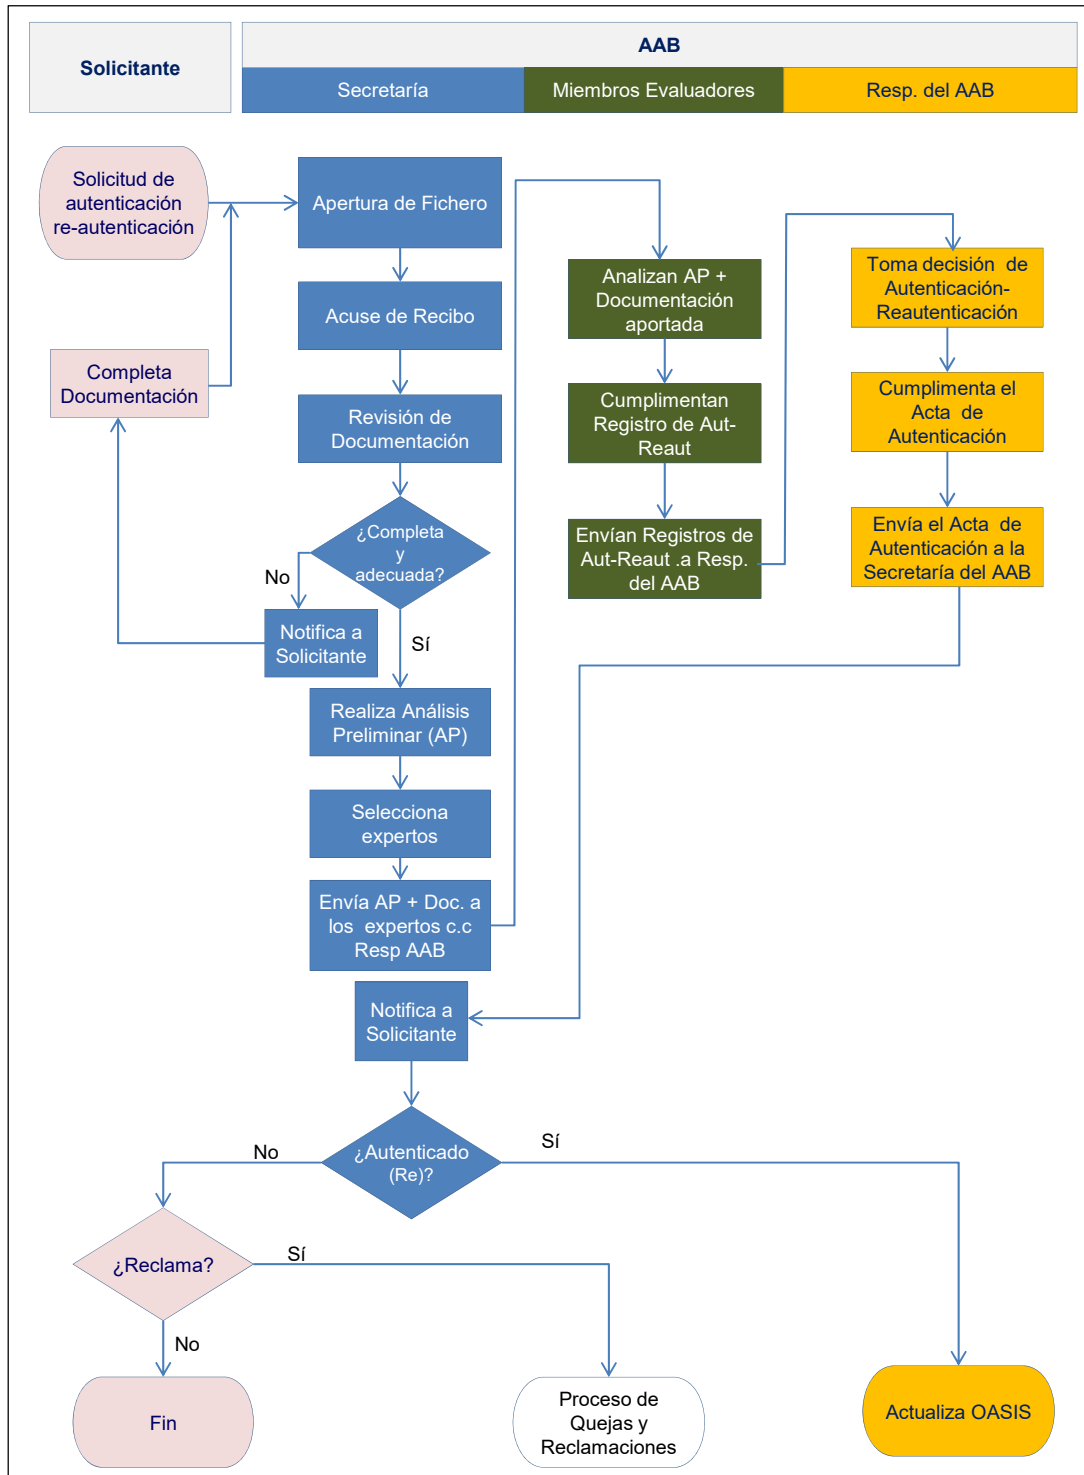 Solicitante
AAB
Secretaría
Miembros Evaluadores
Resp. del AAB
Solicitud de
autenticación
re-autenticación
Apertura de Fichero
Acuse de Recibo
Completa
Documentación
Revisión de
Documentación
¿Completa
y
adecuada?
No
Notifica a
Solicitante
Sí
Realiza Análisis
Preliminar (AP)
Selecciona
expertos
Envía AP + Doc. a
los expertos c.c
Resp AAB
Analizan AP +
Documentación
aportada
Cumplimentan
Registro de Aut-
Reaut
Envían Registros de
Aut-Reaut .a Resp.
del AAB
Toma decisión de
Autenticación-
Reautenticación
Cumplimenta el
Acta de
Autenticación
Envía el Acta de
Autenticación a la
Secretaría del AAB
Notifica a
Solicitante
¿Autenticado
(Re)?
No
Sí
¿Reclama?
Sí
No
Fin
Proceso de
Quejas y
Reclamaciones
Actualiza OASIS